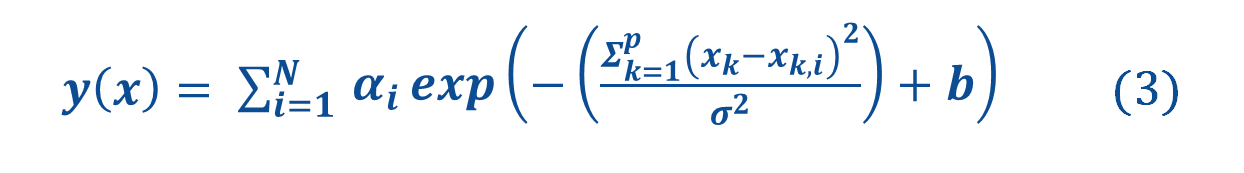 y(x) = ∑_{i=1}^{N} α_i exp(−(Σ_{k=1}^{p}(x_k−x_{k,i})^2/σ^2) + b) (3)